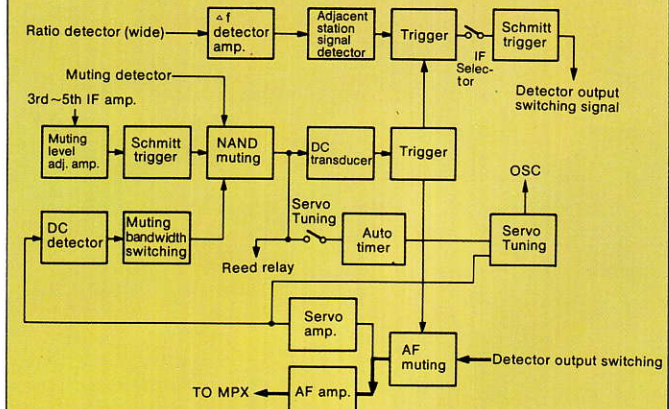 Ratio detector (wide)
△ f
detector
amp.
Adjacent
station
signal
detector
Trigger
IF
Selec-
tor
Schmitt
trigger
Detector output
switching signal
Muting detector
3rd~5th IF amp.
Muting
level
adj. amp.
Schmitt
trigger
NAND
muting
DC
transducer
Trigger
OSC
DC
detector
Muting
bandwidth
switching
Reed relay
Servo
Tuning
Auto
timer
Servo
Tuning
Servo
amp.
AF
muting
Detector output switching
TO MPX
AF amp.